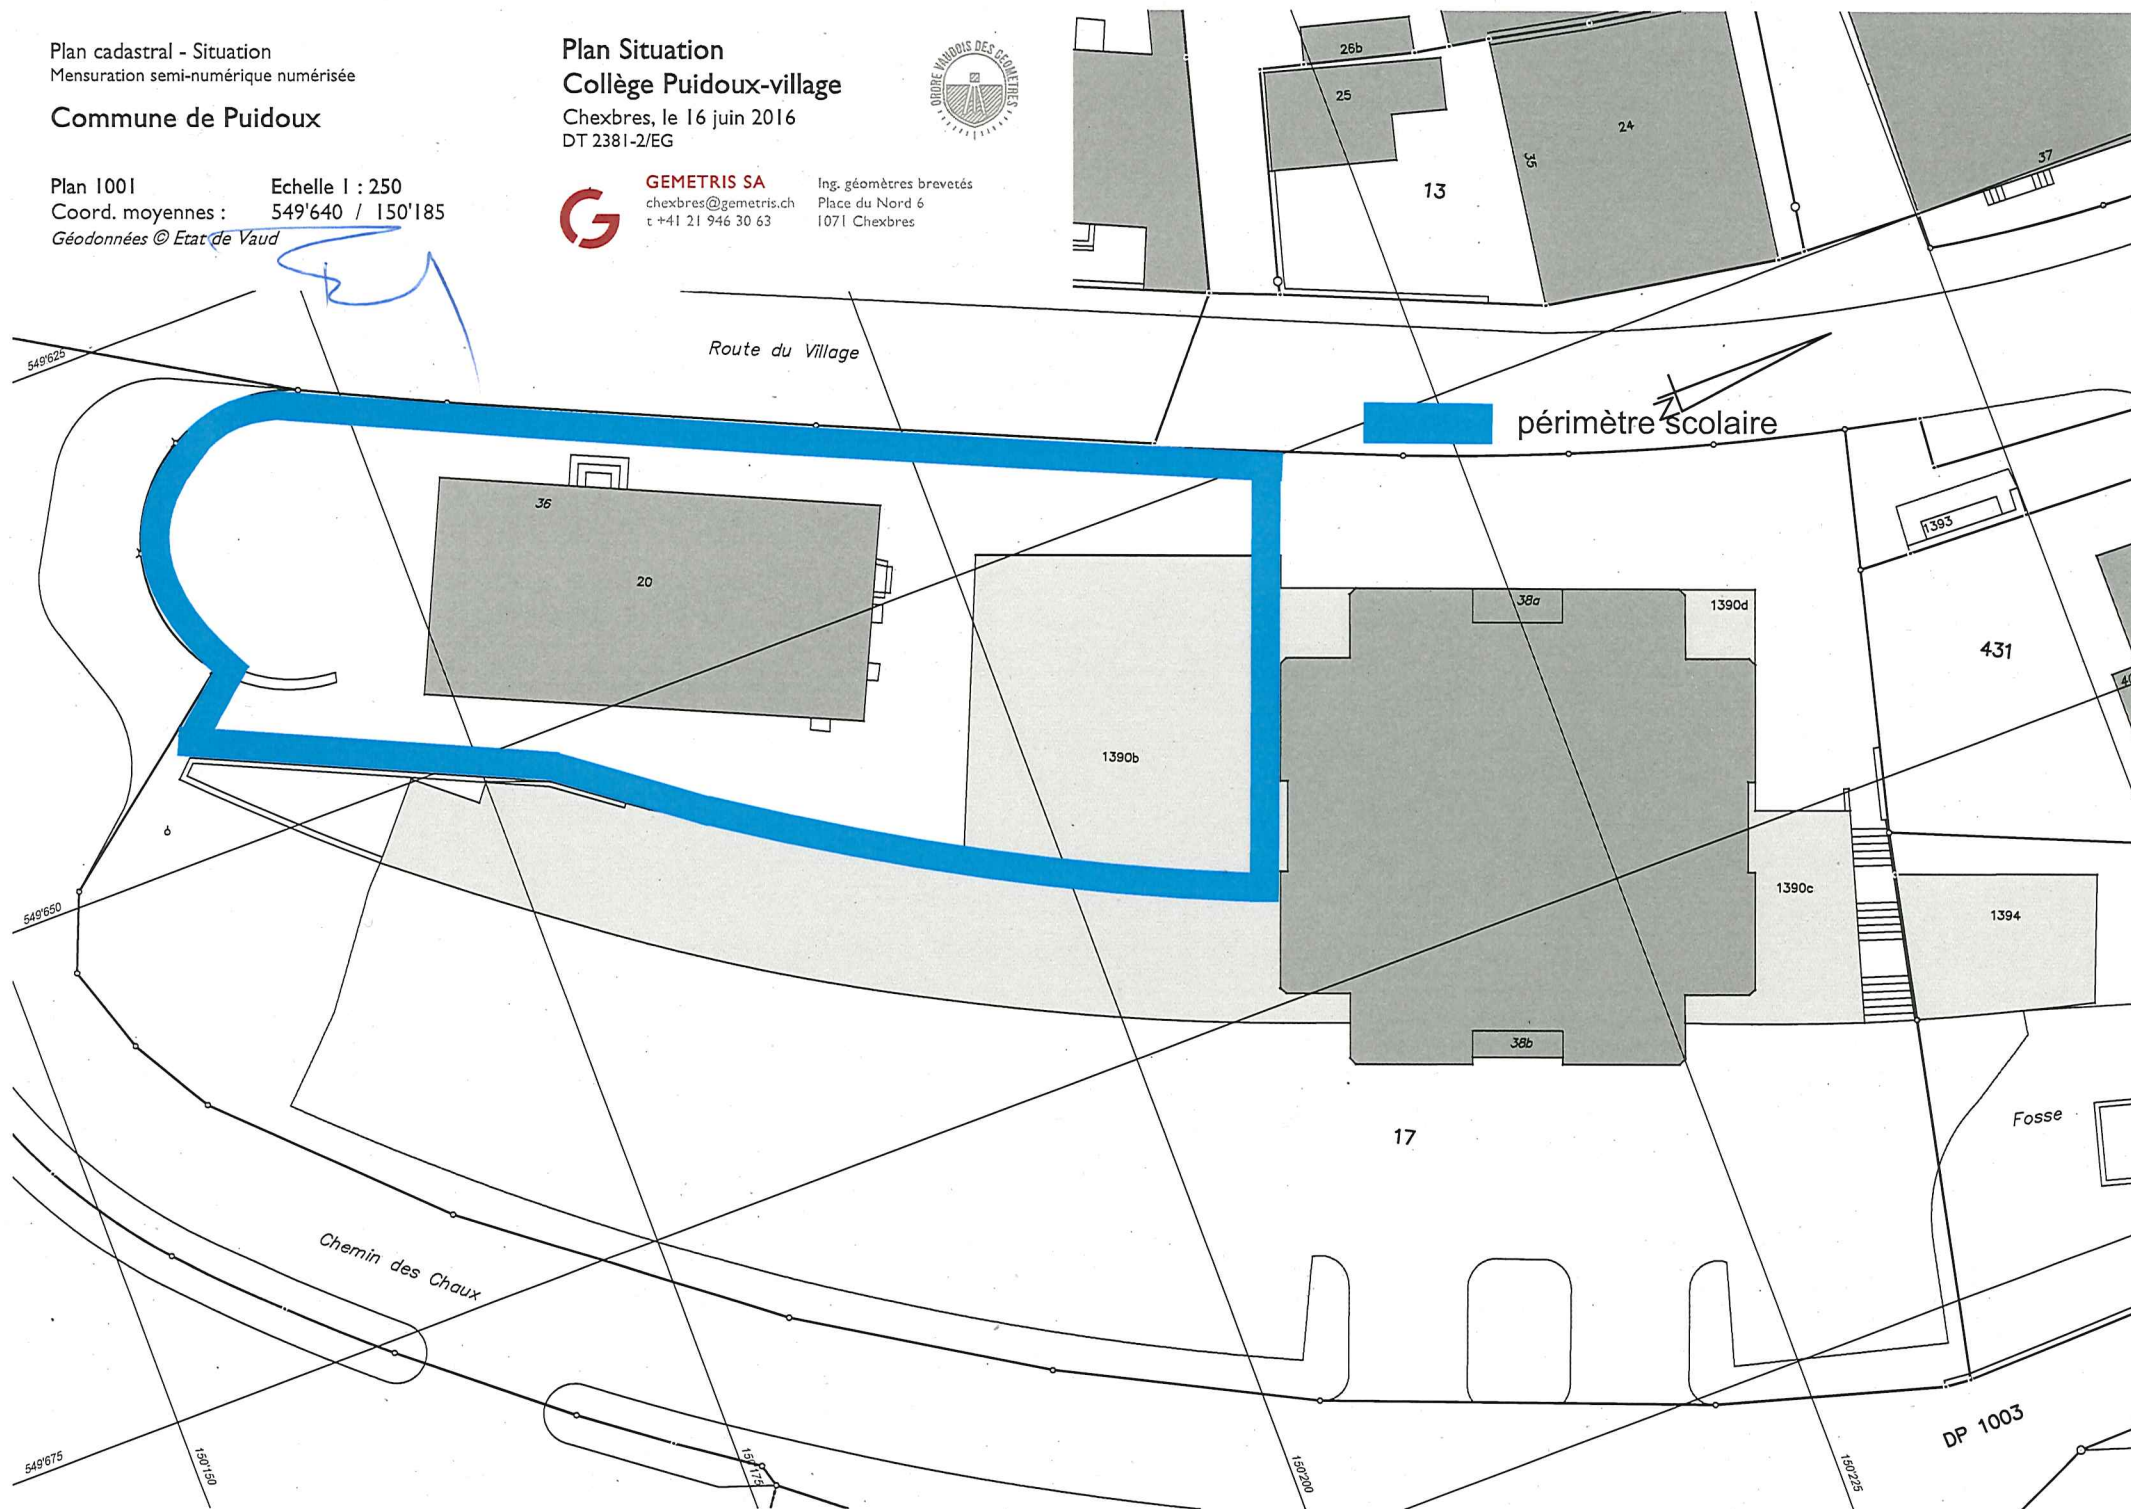 Plan cadastral - Situation
Mensuration semi-numérique numérisée
Commune de Puidoux
Plan 1001
Echelle 1 : 250
Coord. moyennes :
549'640 / 150'185
Géodonnées © Etat de Vaud
Plan Situation
Collège Puidoux-village
Chexbres, le 16 juin 2016
DT 2381-2/EG
ORDRE VAUDOIS DES GEOMETRES
GEMETRIS SA
chexbres@gemetris.ch
t +41 21 946 30 63
Ing. géomètres brevetés
Place du Nord 6
1071 Chexbres
26b
25
24
35
13
37
549'625
Route du Village
N
périmètre scolaire
36
20
1393
38a
1390d
431
1390b
1390c
1394
549'650
38b
17
Fosse
Chemin des Chaux
DP 1003
549'675
150'150
150'175
150'200
150'225